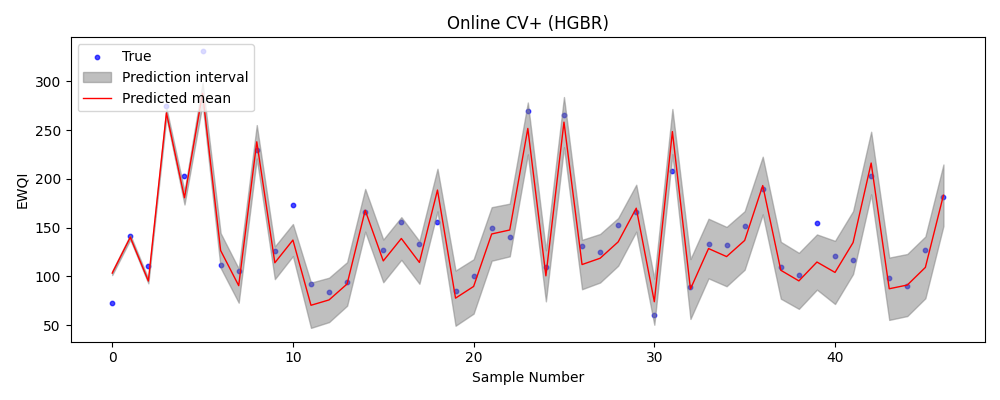 Online CV+ (HGBR)
True
Prediction interval
Predicted mean
EWQI
300
250
200
150
100
50
0
10
20
30
40
Sample Number